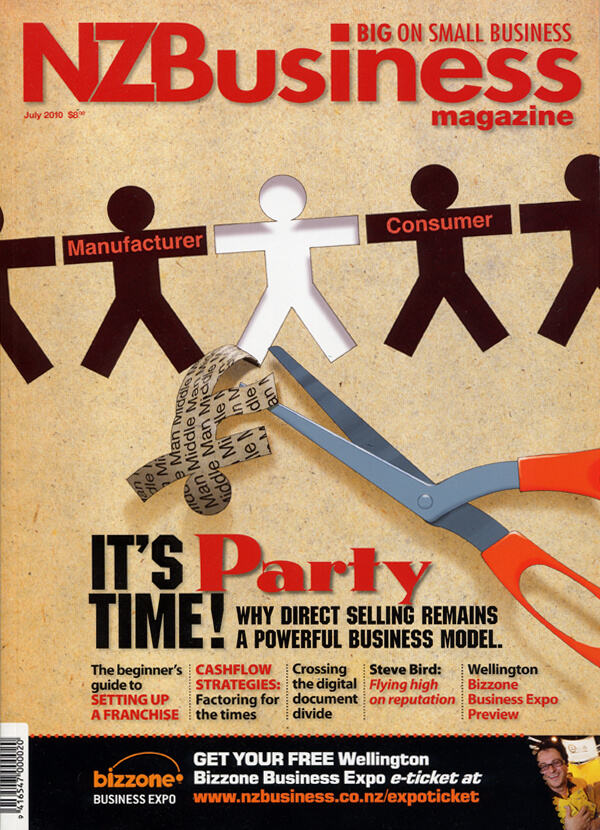 BIG ON SMALL BUSINESS
NZBusiness
magazine
July 2010 $8
Manufacturer
Consumer
Middle Man Middle Man
IT'S Party
TIME!
WHY DIRECT SELLING REMAINS
A POWERFUL BUSINESS MODEL.
The beginner's
guide to
SETTING UP
A FRANCHISE
CASHFLOW
STRATEGIES:
Factoring for
the times
Crossing
the digital
document
divide
Steve Bird:
Flying high
on reputation
Wellington
Bizzone
Business Expo
Preview
9 416547 000020
bizzone
BUSINESS EXPO
GET YOUR FREE Wellington
Bizzone Business Expo e-ticket at
www.nzbusiness.co.nz/expoticket